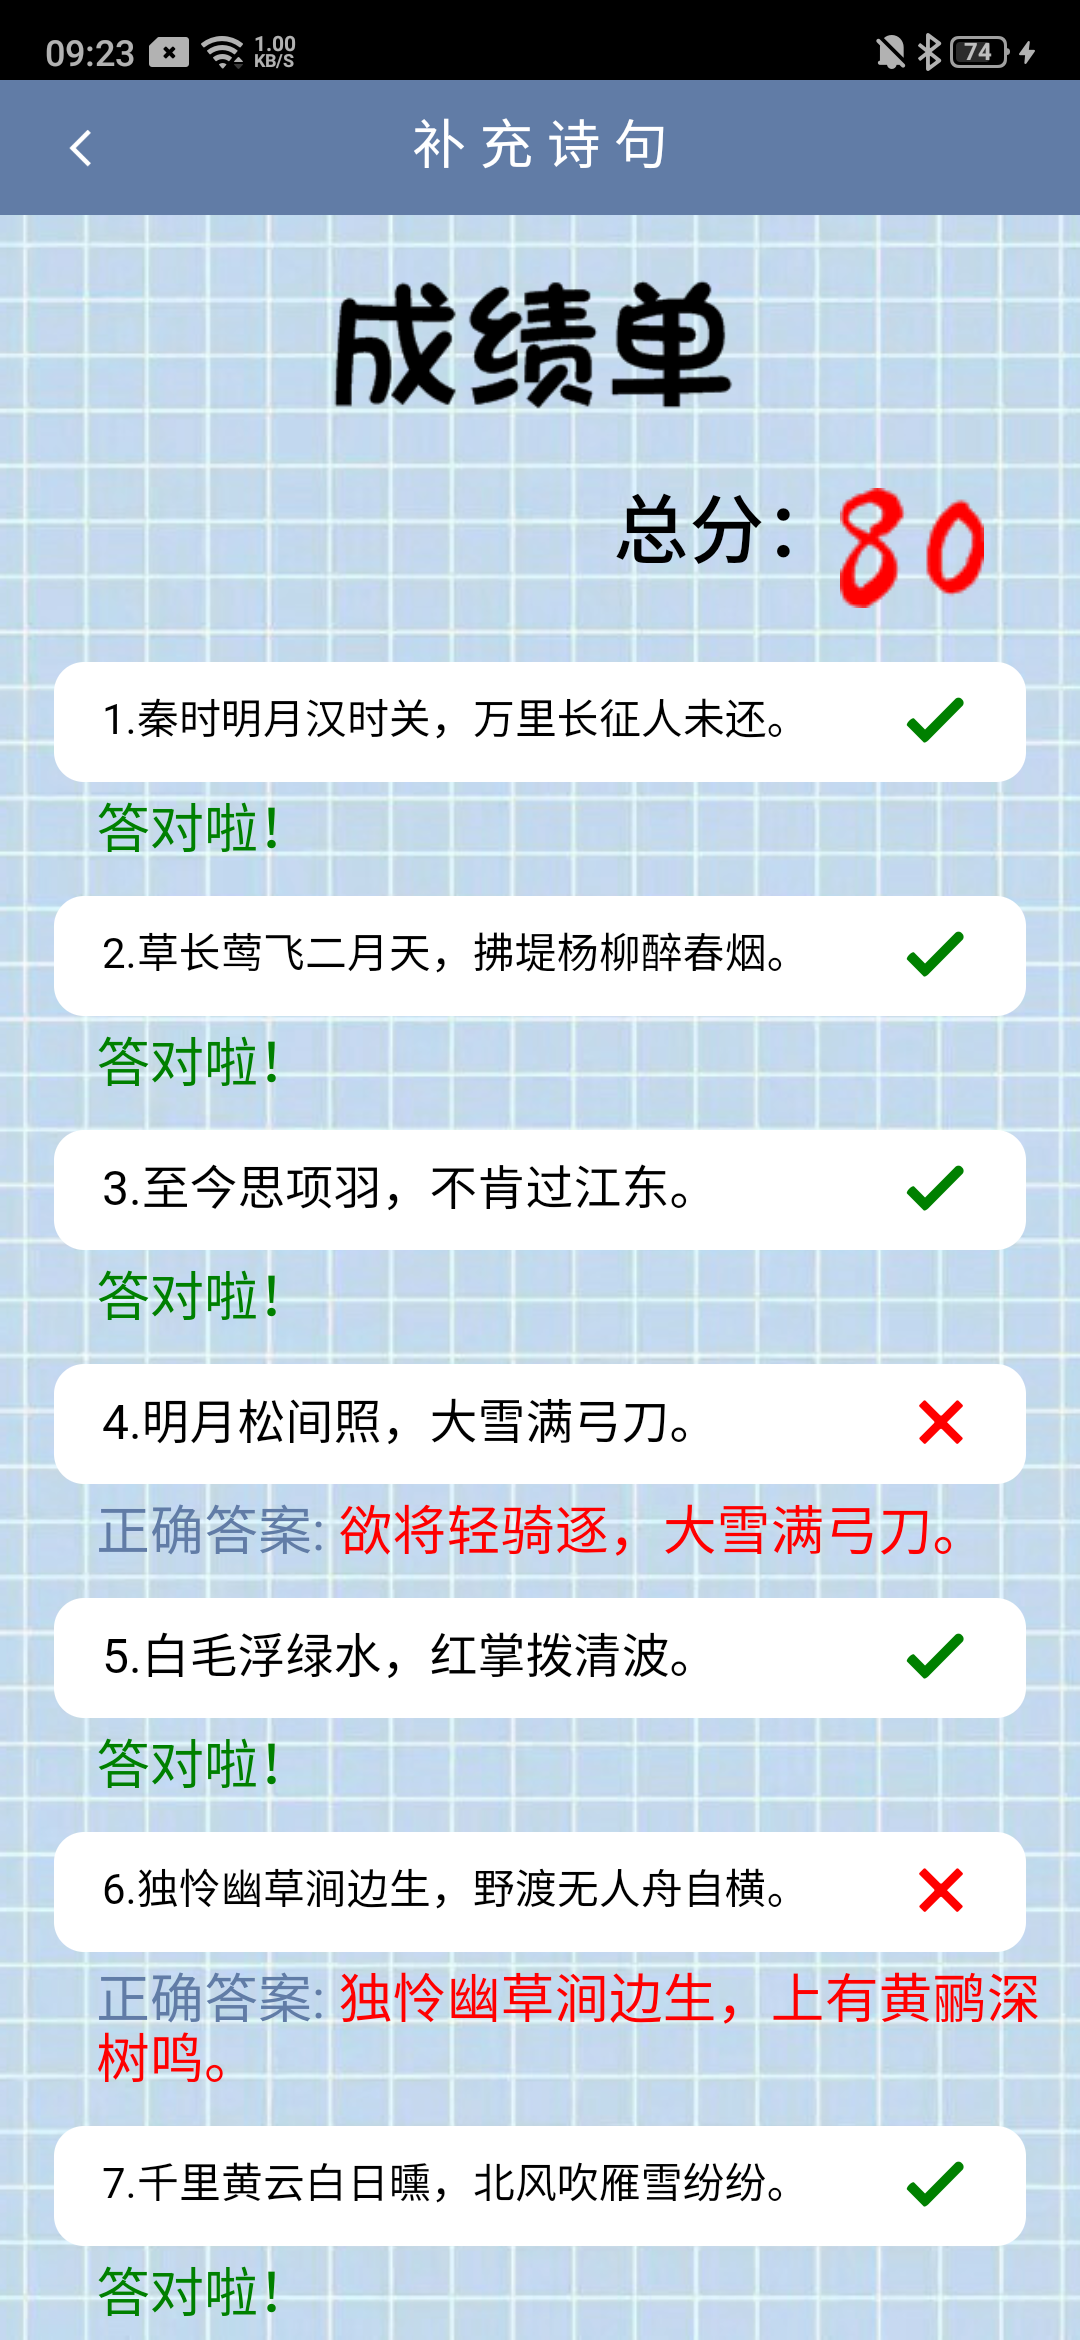 09:23 1.00 KB/S 74
补充诗句
成绩单
总分：80
1.秦时明月汉时关，万里长征人未还。
答对啦！
2.草长莺飞二月天，拂堤杨柳醉春烟。
答对啦！
3.至今思项羽，不肯过江东。
答对啦！
4.明月松间照，大雪满弓刀。
正确答案: 欲将轻骑逐，大雪满弓刀。
5.白毛浮绿水，红掌拨清波。
答对啦！
6.独怜幽草涧边生，野渡无人舟自横。
正确答案: 独怜幽草涧边生，上有黄鹂深
树鸣。
7.千里黄云白日曛，北风吹雁雪纷纷。
答对啦！